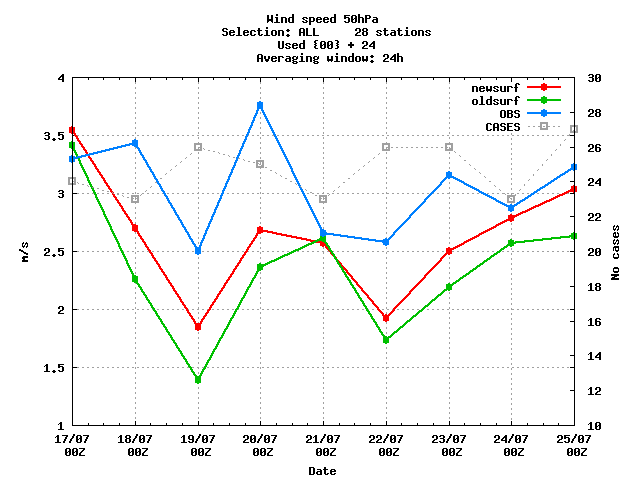 Wind speed 50hPa
Selection: ALL     28 stations
Used {00} + 24
Averaging window: 24h
newsurf
oldsurf
OBS
CASES
4
3.5
3
2.5
2
1.5
1
m/s
30
28
26
24
22
20
18
16
14
12
10
No cases
17/07 18/07 19/07 20/07 21/07 22/07 23/07 24/07 25/07
00Z 00Z 00Z 00Z 00Z 00Z 00Z 00Z 00Z
Date